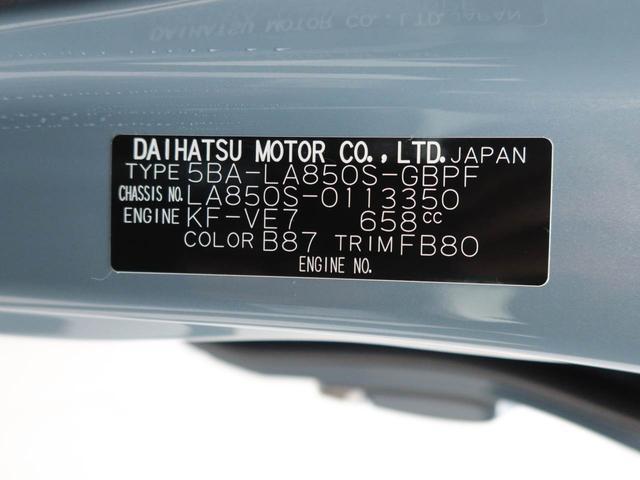 DAIHATSU MOTOR CO., LTD. JAPAN
TYPE 5BA-LA850S-GBPF
CHASSIS NO. LA850S-0113350
ENGINE KF-VE7 658cc
COLOR B87 TRIM FB80
ENGINE NO.